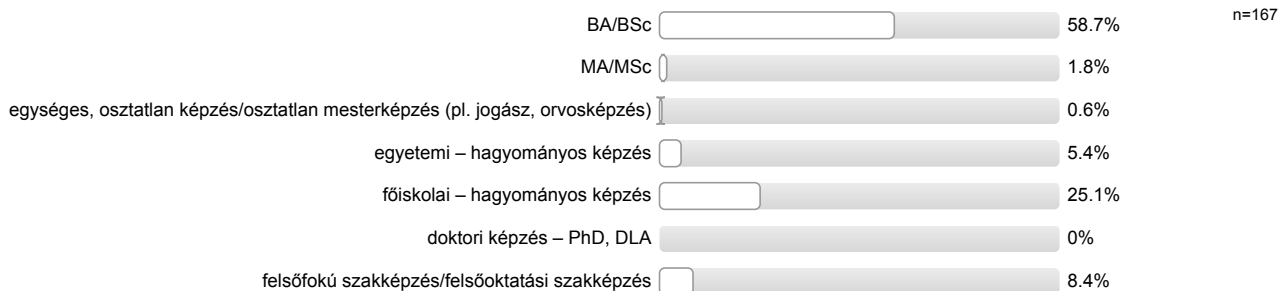 BA/BSc 58.7% n=167
MA/MSc 1.8%
egységes, osztatlan képzés/osztatlan mesterképzés (pl. jogász, orvosképzés) 0.6%
egyetemi – hagyományos képzés 5.4%
főiskolai – hagyományos képzés 25.1%
doktori képzés – PhD, DLA 0%
felsőfokú szakképzés/felsőoktatási szakképzés 8.4%